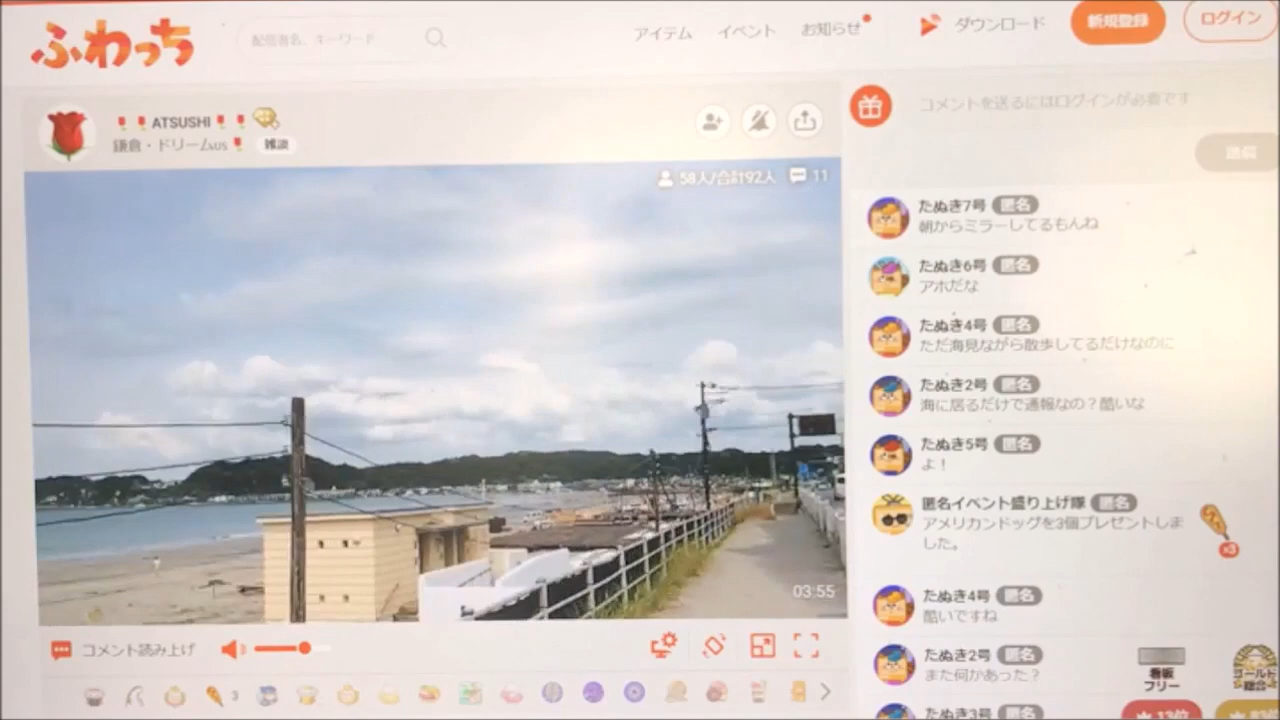 ふわっち
配信者名、キーワード
アイテム
イベント
お知らせ
ダウンロード
新規登録
ログイン
ATSUSHI
鎌倉・ドリームus
雑談
58人/合計92人
11
03:55
コメント読み上げ
3
コメントを送るにはログインが必要です
送信
たぬき7号 匿名
朝からミラーしてるもんね
たぬき6号 匿名
アホだな
たぬき4号 匿名
ただ海見ながら散歩してるだけなのに
たぬき2号 匿名
海に居るだけで通報なの？酷いな
たぬき5号 匿名
よ！
匿名イベント盛り上げ隊 匿名
アメリカンドッグを3個プレゼントしま
した。
x3
たぬき4号 匿名
酷いですね
たぬき2号 匿名
また何かあった？
たぬき3号 匿名
看板
フリー
ゴールド
総合
13位